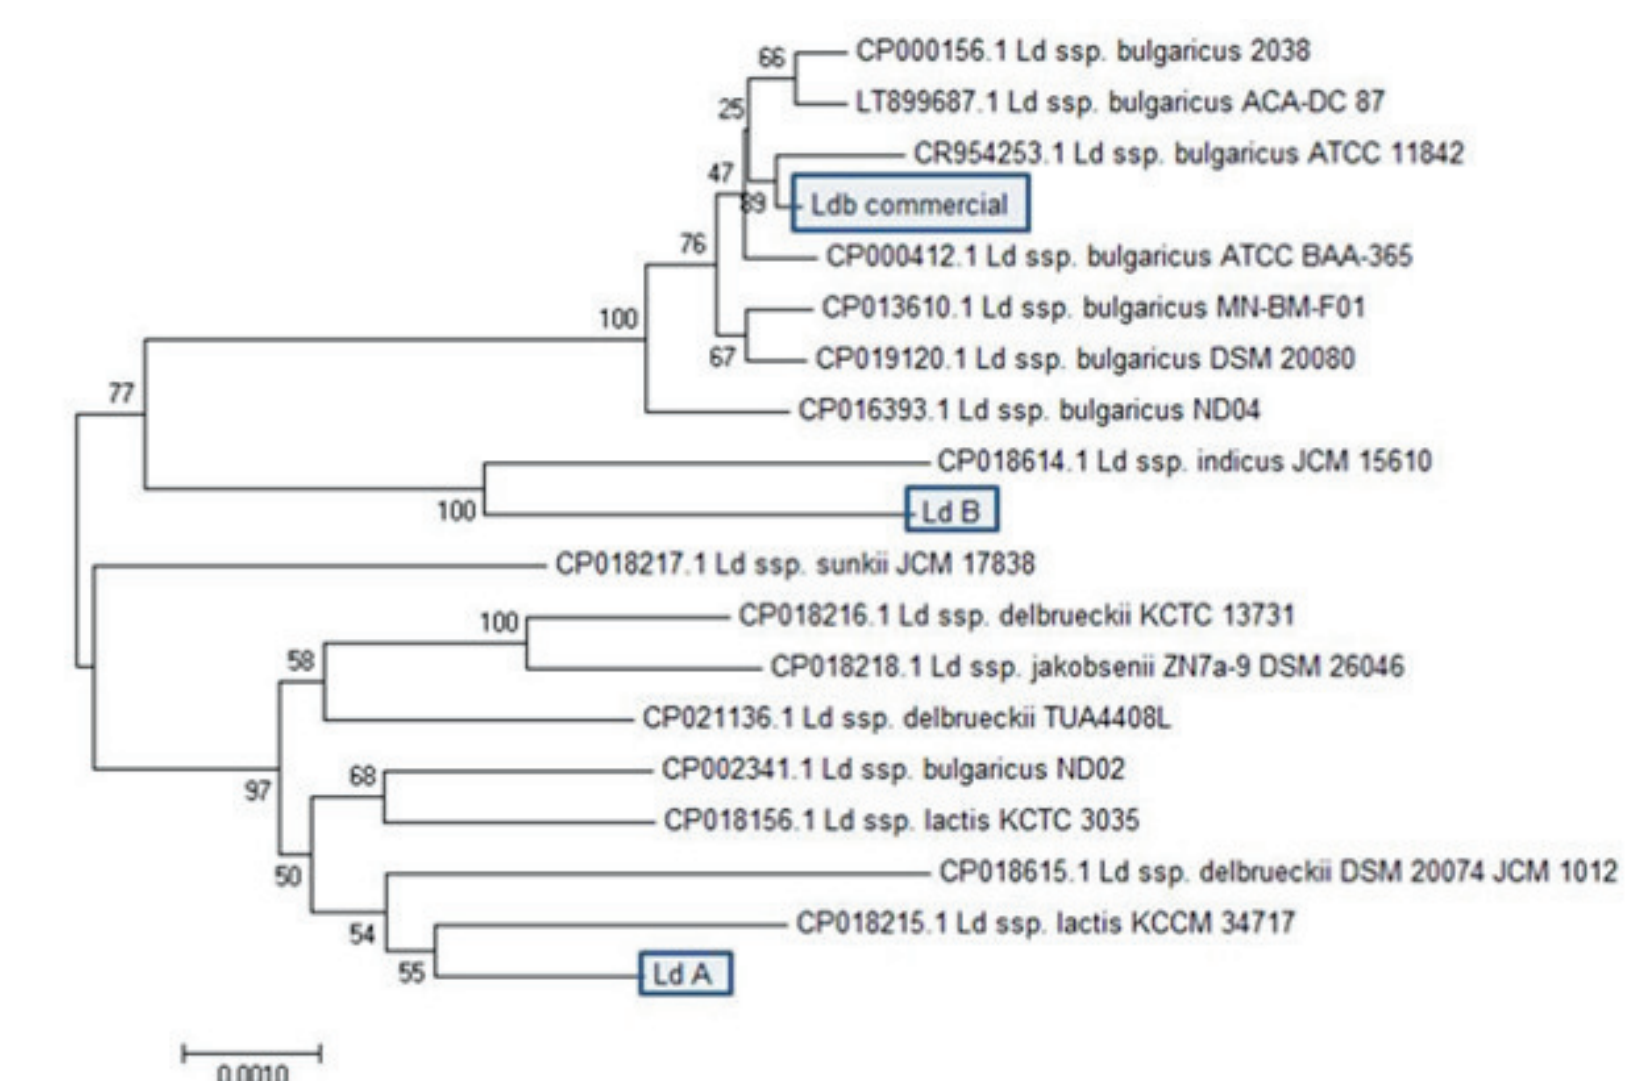 66
CP000156.1 Ld ssp. bulgaricus 2038
25
LT899687.1 Ld ssp. bulgaricus ACA-DC 87
CR954253.1 Ld ssp. bulgaricus ATCC 11842
47
89
Ldb commercial
76
CP000412.1 Ld ssp. bulgaricus ATCC BAA-365
CP013610.1 Ld ssp. bulgaricus MN-BM-F01
100
67
CP019120.1 Ld ssp. bulgaricus DSM 20080
77
CP016393.1 Ld ssp. bulgaricus ND04
CP018614.1 Ld ssp. indicus JCM 15610
100
Ld B
CP018217.1 Ld ssp. sunkii JCM 17838
100
CP018216.1 Ld ssp. delbrueckii KCTC 13731
58
CP018218.1 Ld ssp. jakobsenii ZN7a-9 DSM 26046
CP021136.1 Ld ssp. delbrueckii TUA4408L
97
68
CP002341.1 Ld ssp. bulgaricus ND02
CP018156.1 Ld ssp. lactis KCTC 3035
50
CP018615.1 Ld ssp. delbrueckii DSM 20074 JCM 1012
54
CP018215.1 Ld ssp. lactis KCCM 34717
55
Ld A
0.0010